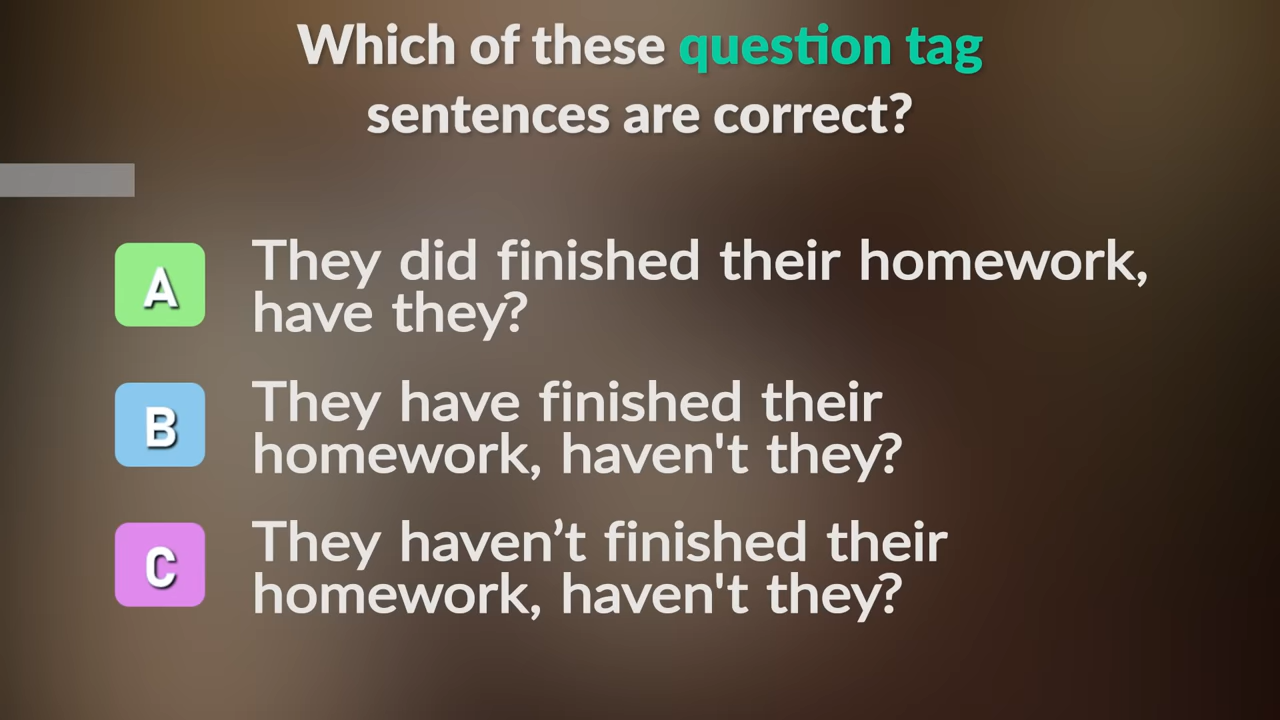 Which of these question tag
sentences are correct?
A
They did finished their homework,
have they?
B
They have finished their
homework, haven't they?
C
They haven’t finished their
homework, haven't they?